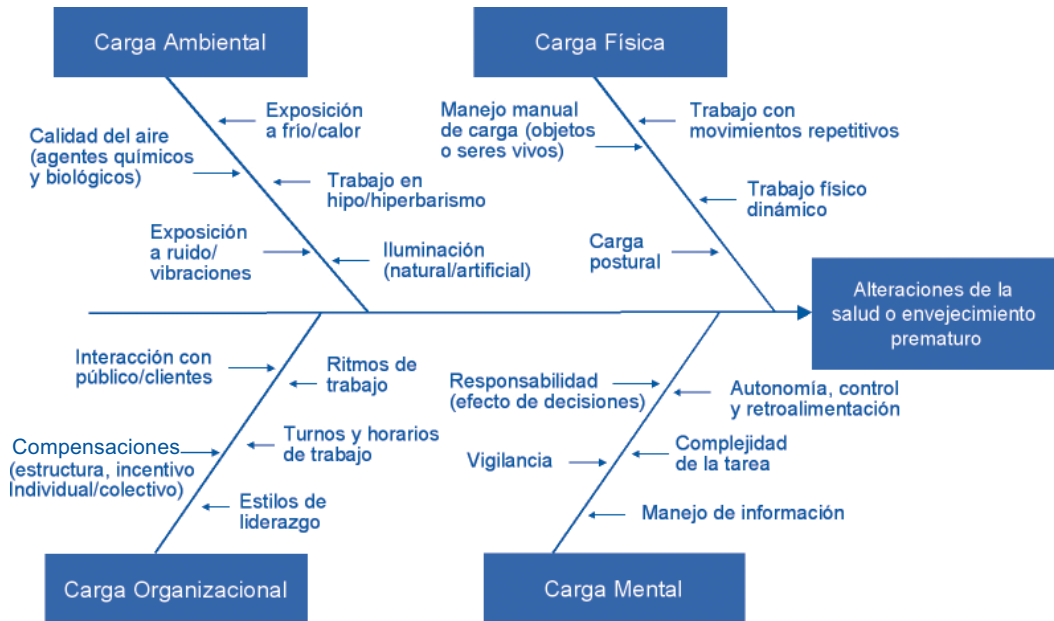 Carga Ambiental
Carga Física
Exposición
a frío/calor
Calidad del aire
(agentes químicos
y biológicos)
Trabajo en
hipo/hiperbarismo
Exposición
a ruido/
vibraciones
Iluminación
(natural/artificial)
Manejo manual
de carga (objetos
o seres vivos)
Trabajo con
movimientos repetitivos
Trabajo físico
dinámico
Carga
postural
Alteraciones de la
salud o envejecimiento
prematuro
Interacción con
público/clientes
Ritmos de
trabajo
Compensaciones
(estructura, incentivo
Individual/colectivo)
Turnos y horarios
de trabajo
Estilos de
liderazgo
Responsabilidad
(efecto de decisiones)
Autonomía, control
y retroalimentación
Vigilancia
Complejidad
de la tarea
Manejo de información
Carga Organizacional
Carga Mental